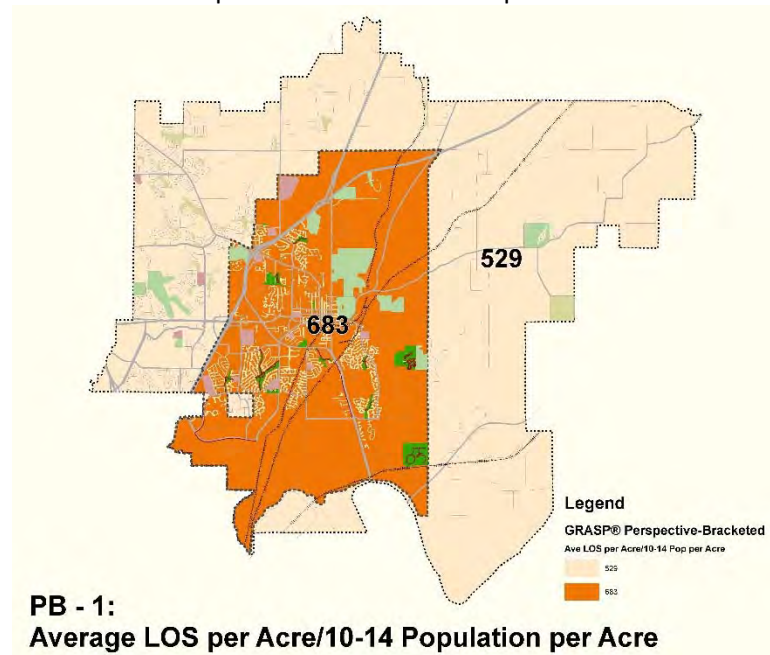 529
683
Legend
GRASP® Perspective-Bracketed
Ave LOS per Acre/10-14 Pop per Acre
529
683
PB - 1:
Average LOS per Acre/10-14 Population per Acre